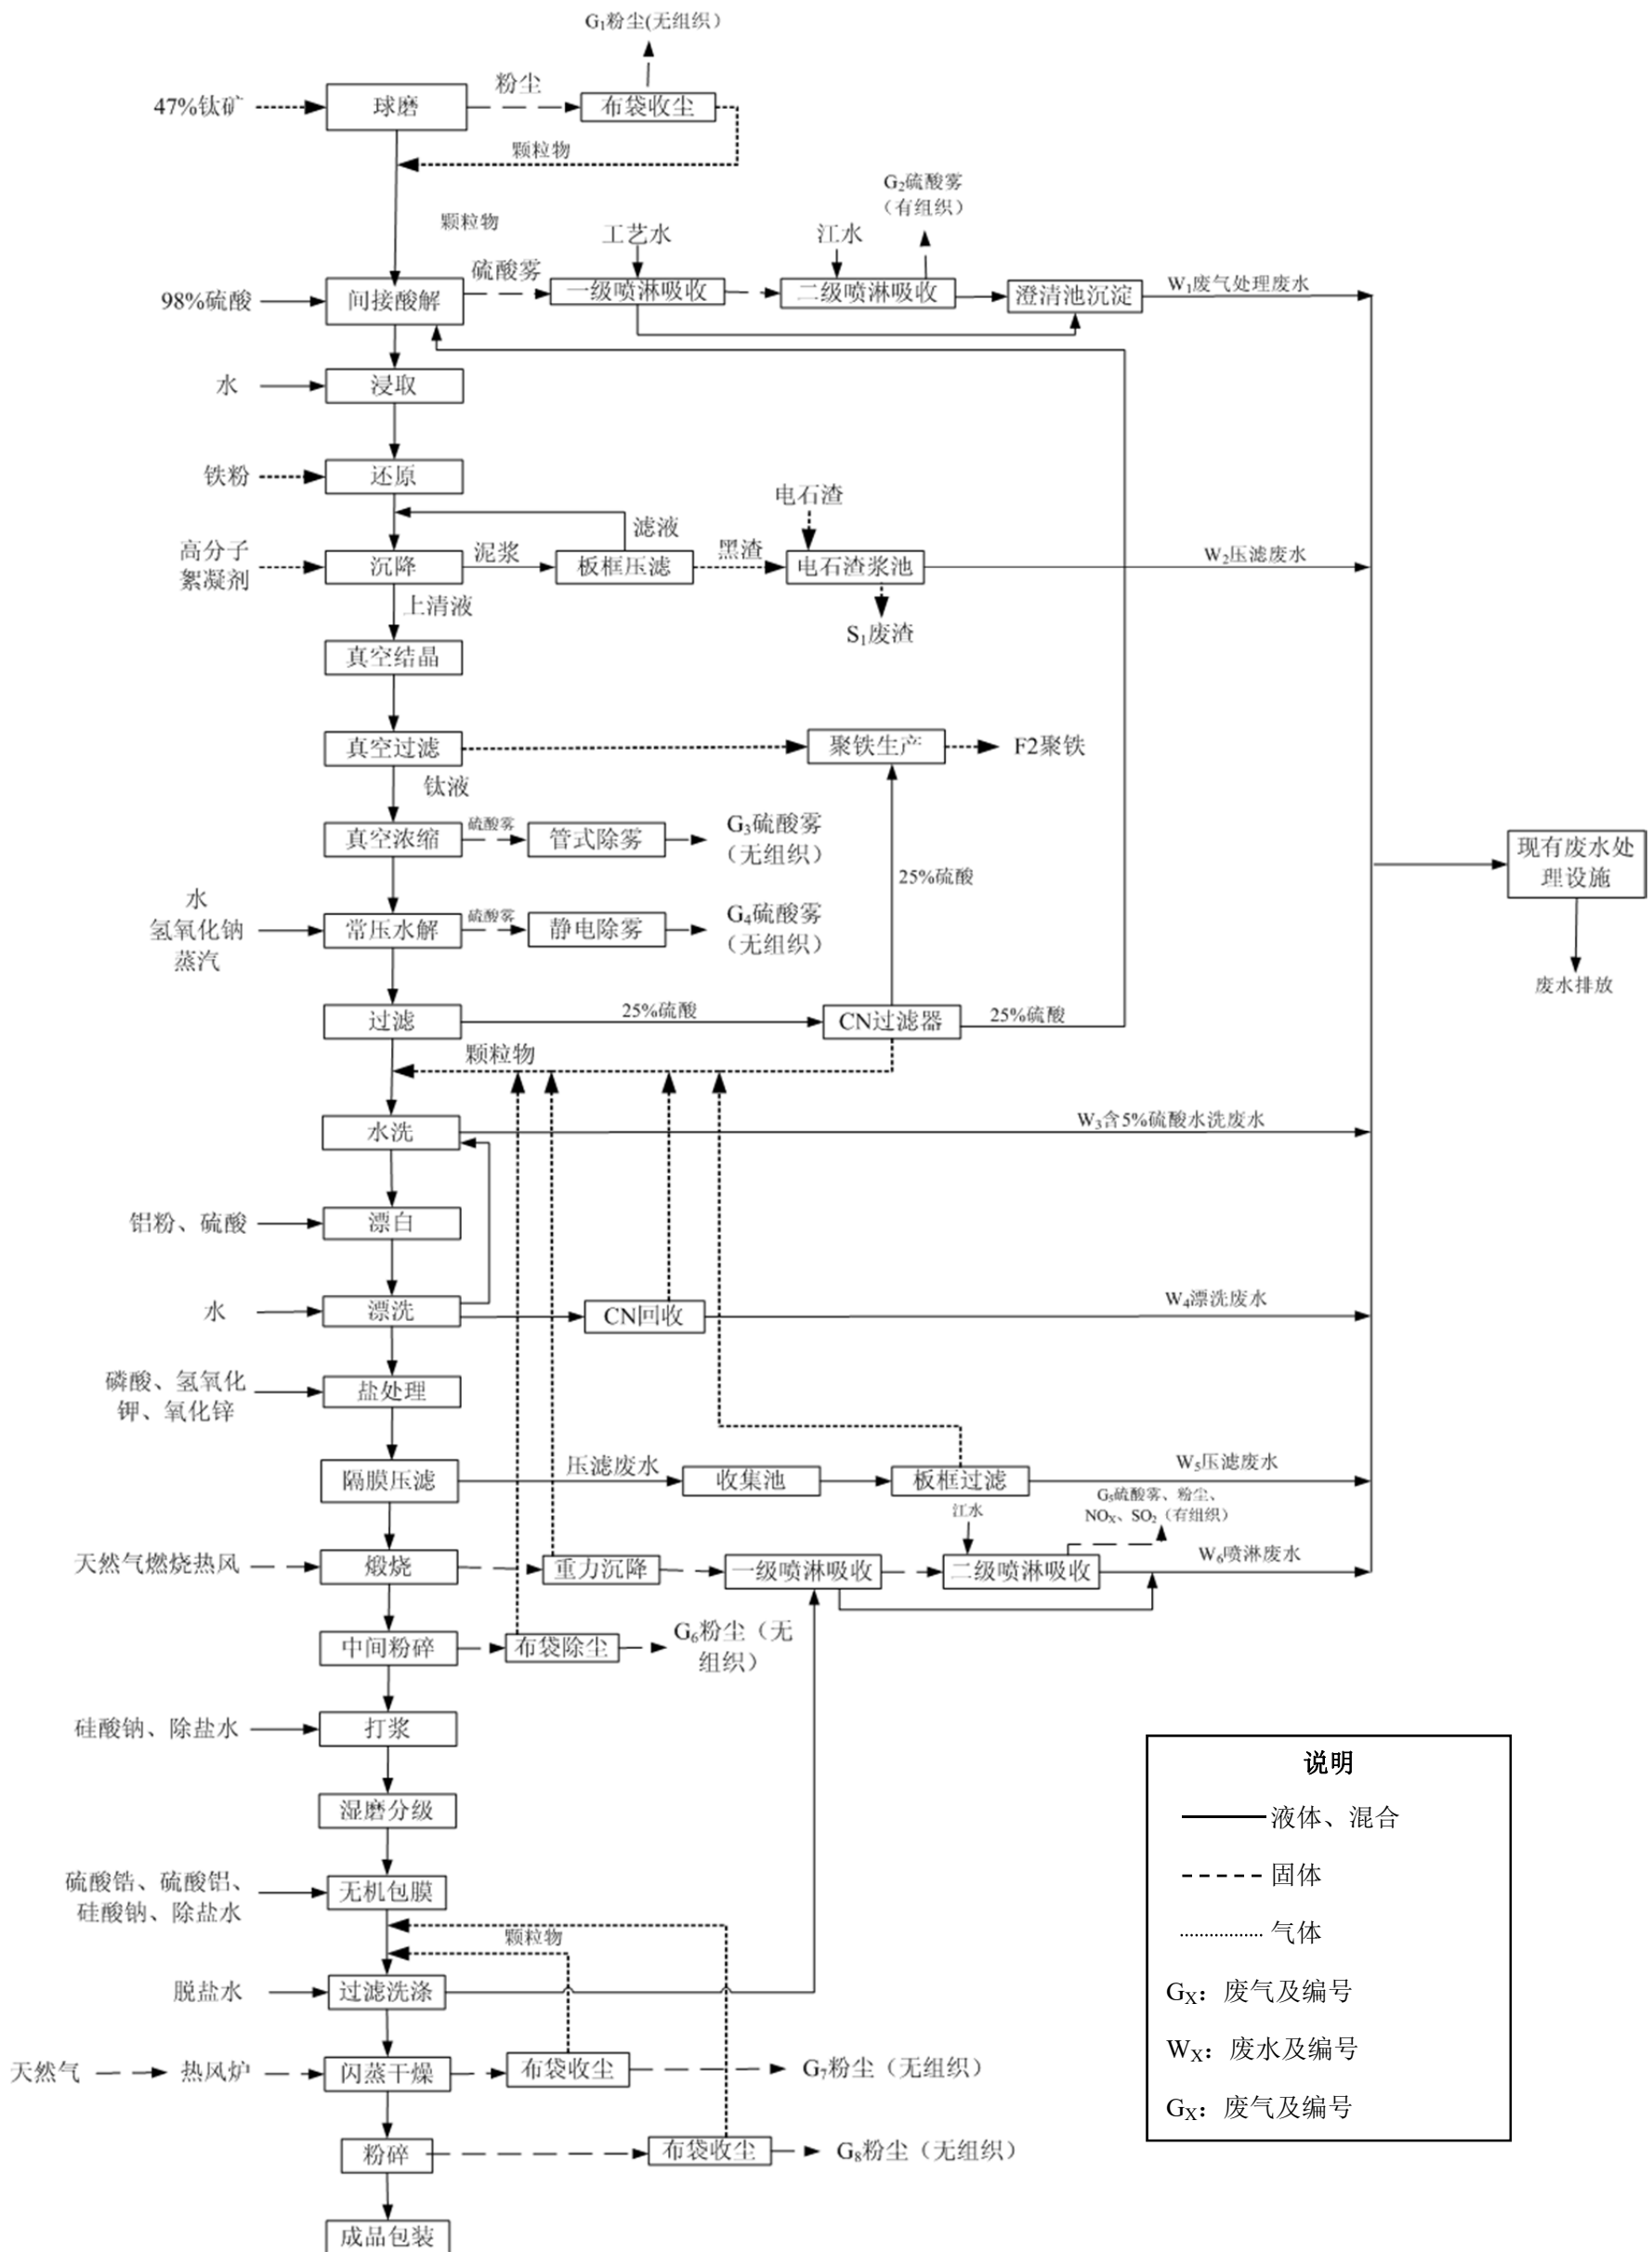 G₁粉尘(无组织）
粉尘
47%钛矿
球磨
布袋收尘
颗粒物
G₂硫酸雾
（有组织）
颗粒物
工艺水
江水
硫酸雾
98%硫酸
间接酸解
一级喷淋吸收
二级喷淋吸收
澄清池沉淀
W₁废气处理废水
水
浸取
铁粉
还原
电石渣
滤液
高分子
絮凝剂
沉降
泥浆
板框压滤
黑渣
电石渣浆池
W₂压滤废水
上清液
S₁废渣
真空结晶
真空过滤
聚铁生产
F2聚铁
钛液
真空浓缩
硫酸雾
管式除雾
G₃硫酸雾
（无组织）
25%硫酸
现有废水处
理设施
水
氢氧化钠
蒸汽
常压水解
硫酸雾
静电除雾
G₄硫酸雾
（无组织）
废水排放
过滤
25%硫酸
CN过滤器
25%硫酸
颗粒物
水洗
W₃含5%硫酸水洗废水
铝粉、硫酸
漂白
水
漂洗
CN回收
W₄漂洗废水
磷酸、氢氧化
钾、氧化锌
盐处理
隔膜压滤
压滤废水
收集池
板框过滤
W₅压滤废水
江水
G₅硫酸雾、粉尘、
NOX、SO₂（有组织）
天然气燃烧热风
煅烧
重力沉降
一级喷淋吸收
二级喷淋吸收
W₆喷淋废水
中间粉碎
布袋除尘
G₆粉尘（无
组织）
硅酸钠、除盐水
打浆
湿磨分级
硫酸锆、硫酸铝、
硅酸钠、除盐水
无机包膜
颗粒物
脱盐水
过滤洗涤
天然气
热风炉
闪蒸干燥
布袋收尘
G₇粉尘（无组织）
粉碎
布袋收尘
G₈粉尘（无组织）
成品包装
说明
液体、混合
固体
气体
GX：废气及编号
WX：废水及编号
GX：废气及编号